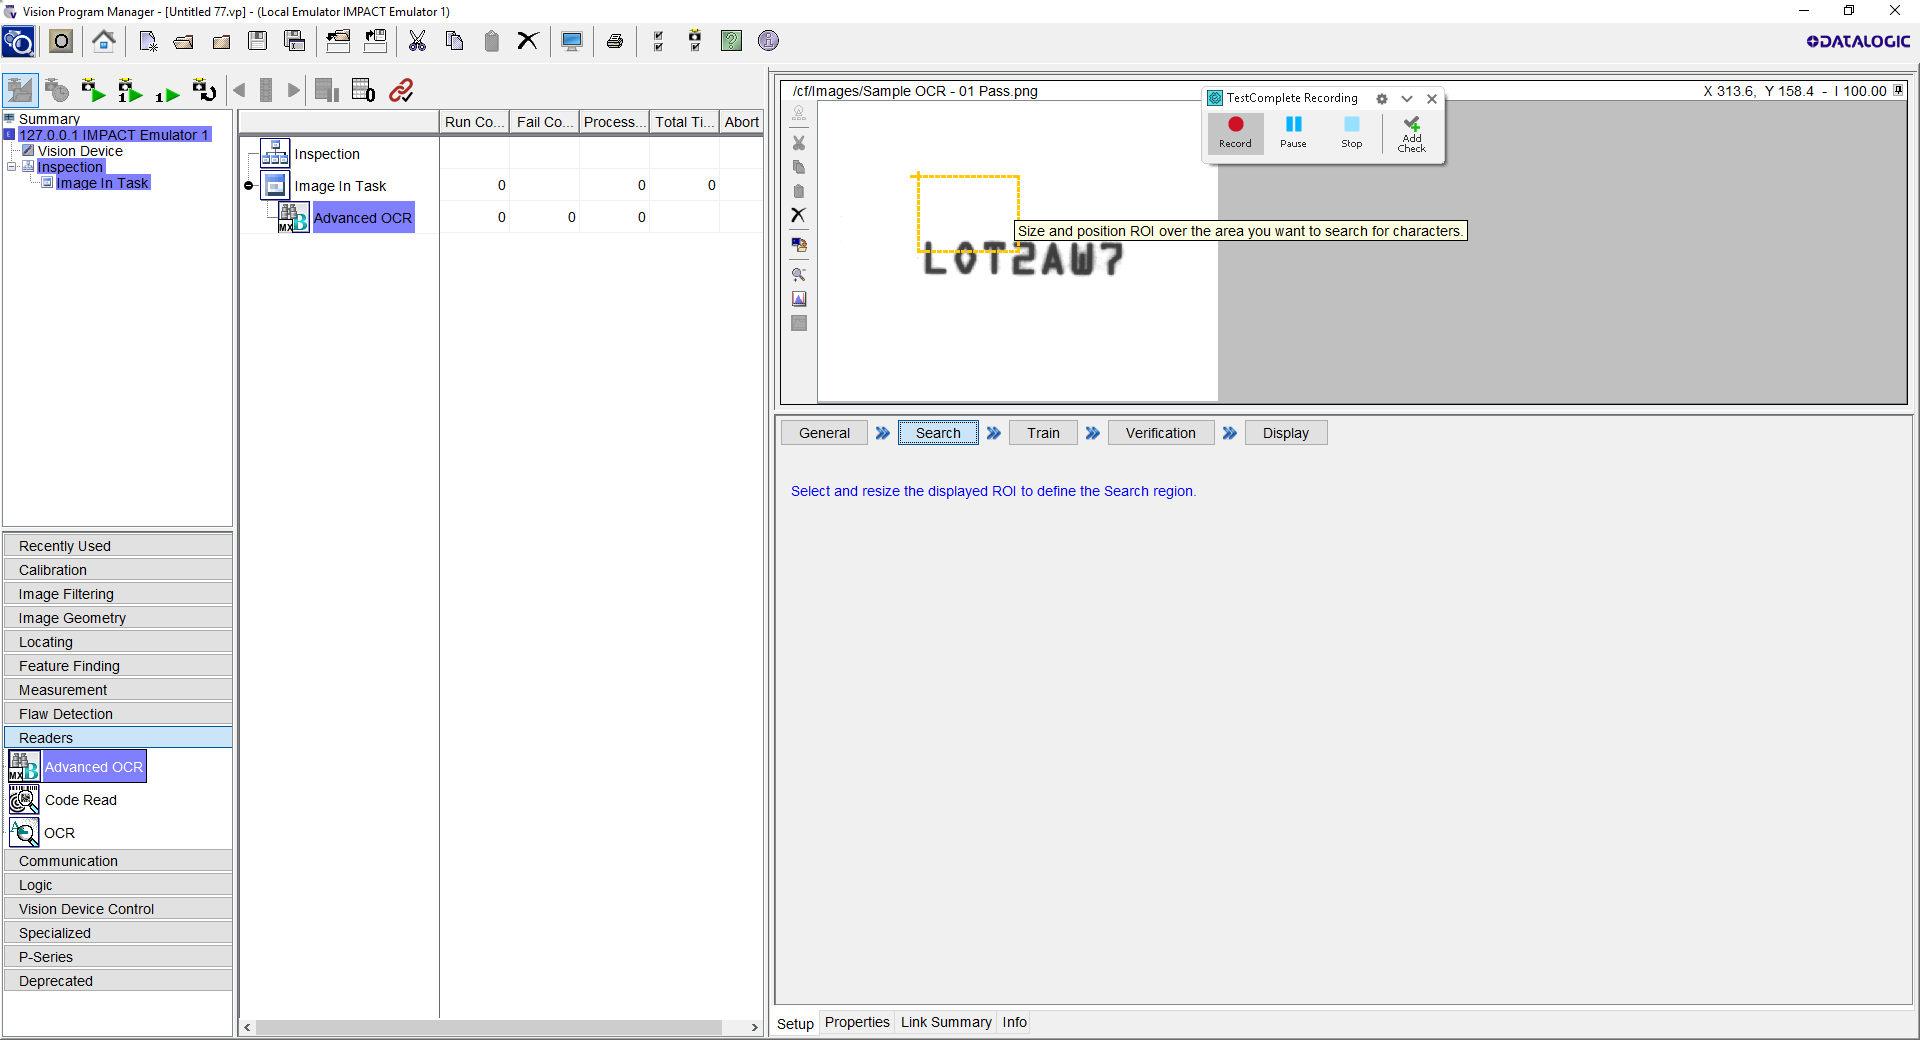 Vision Program Manager - [Untitled 77.vp] - (Local Emulator IMPACT Emulator 1)
DATALOGIC
Summary
127.0.0.1 IMPACT Emulator 1
Vision Device
Inspection
Image In Task
Run Co... Fail Co... Process... Total Ti... Abort
Inspection
Image In Task 0 0 0
Advanced OCR 0 0 0
/cf/Images/Sample OCR - 01 Pass.png
X 313.6, Y 158.4 - I 100.00
TestComplete Recording
Record Pause Stop Add Check
Size and position ROI over the area you want to search for characters.
LOT2AW7
General Search Train Verification Display
Select and resize the displayed ROI to define the Search region.
Recently Used
Calibration
Image Filtering
Image Geometry
Locating
Feature Finding
Measurement
Flaw Detection
Readers
Advanced OCR
Code Read
OCR
Communication
Logic
Vision Device Control
Specialized
P-Series
Deprecated
Setup Properties Link Summary Info